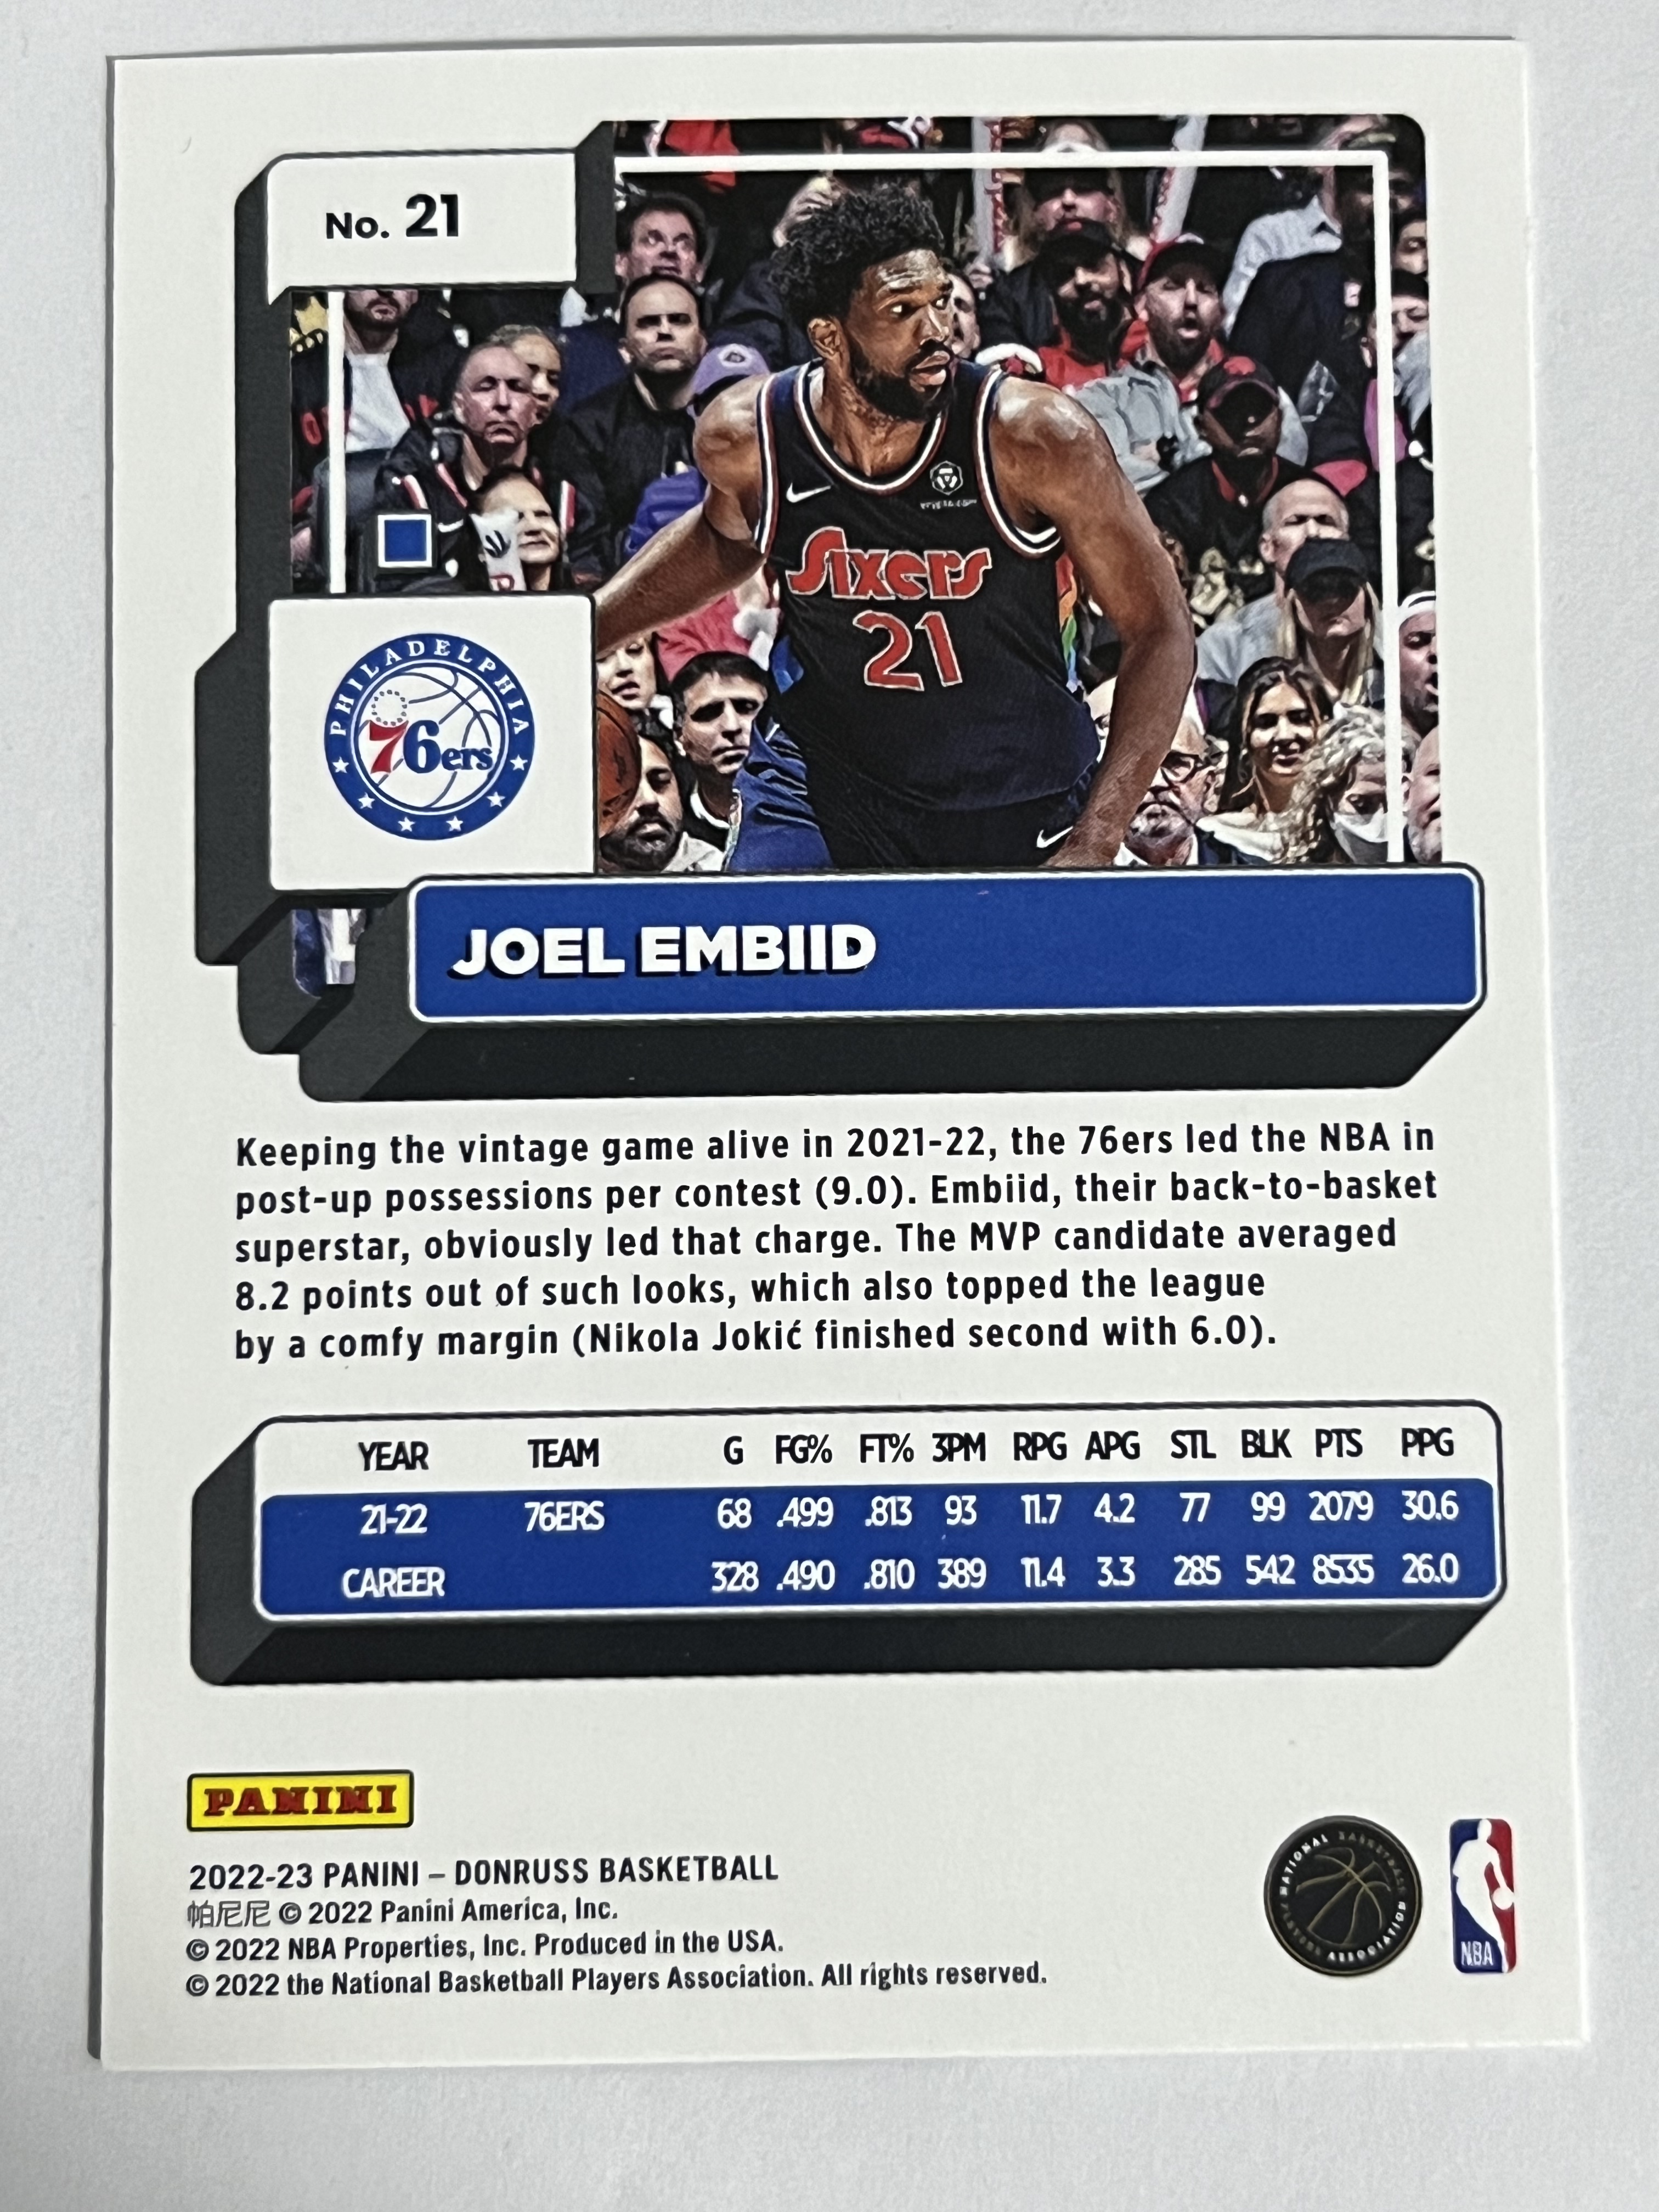 No. 21
Sixers
21
PHILADELPHIA
76ers
JOEL EMBIID
Keeping the vintage game alive in 2021-22, the 76ers led the NBA in
post-up possessions per contest (9.0). Embiid, their back-to-basket
superstar, obviously led that charge. The MVP candidate averaged
8.2 points out of such looks, which also topped the league
by a comfy margin (Nikola Jokić finished second with 6.0).
YEAR TEAM G FG% FT% 3PM RPG APG STL BLK PTS PPG
21-22 76ERS 68 .499 .813 93 11.7 4.2 77 99 2079 30.6
CAREER 328 .490 .810 389 11.4 3.3 285 542 8535 26.0
PANINI
2022-23 PANINI – DONRUSS BASKETBALL
帕尼尼 © 2022 Panini America, Inc.
© 2022 NBA Properties, Inc. Produced in the USA.
© 2022 the National Basketball Players Association. All rights reserved.
NATIONAL BASKETBALL
PLAYERS ASSOCIATION
NBA